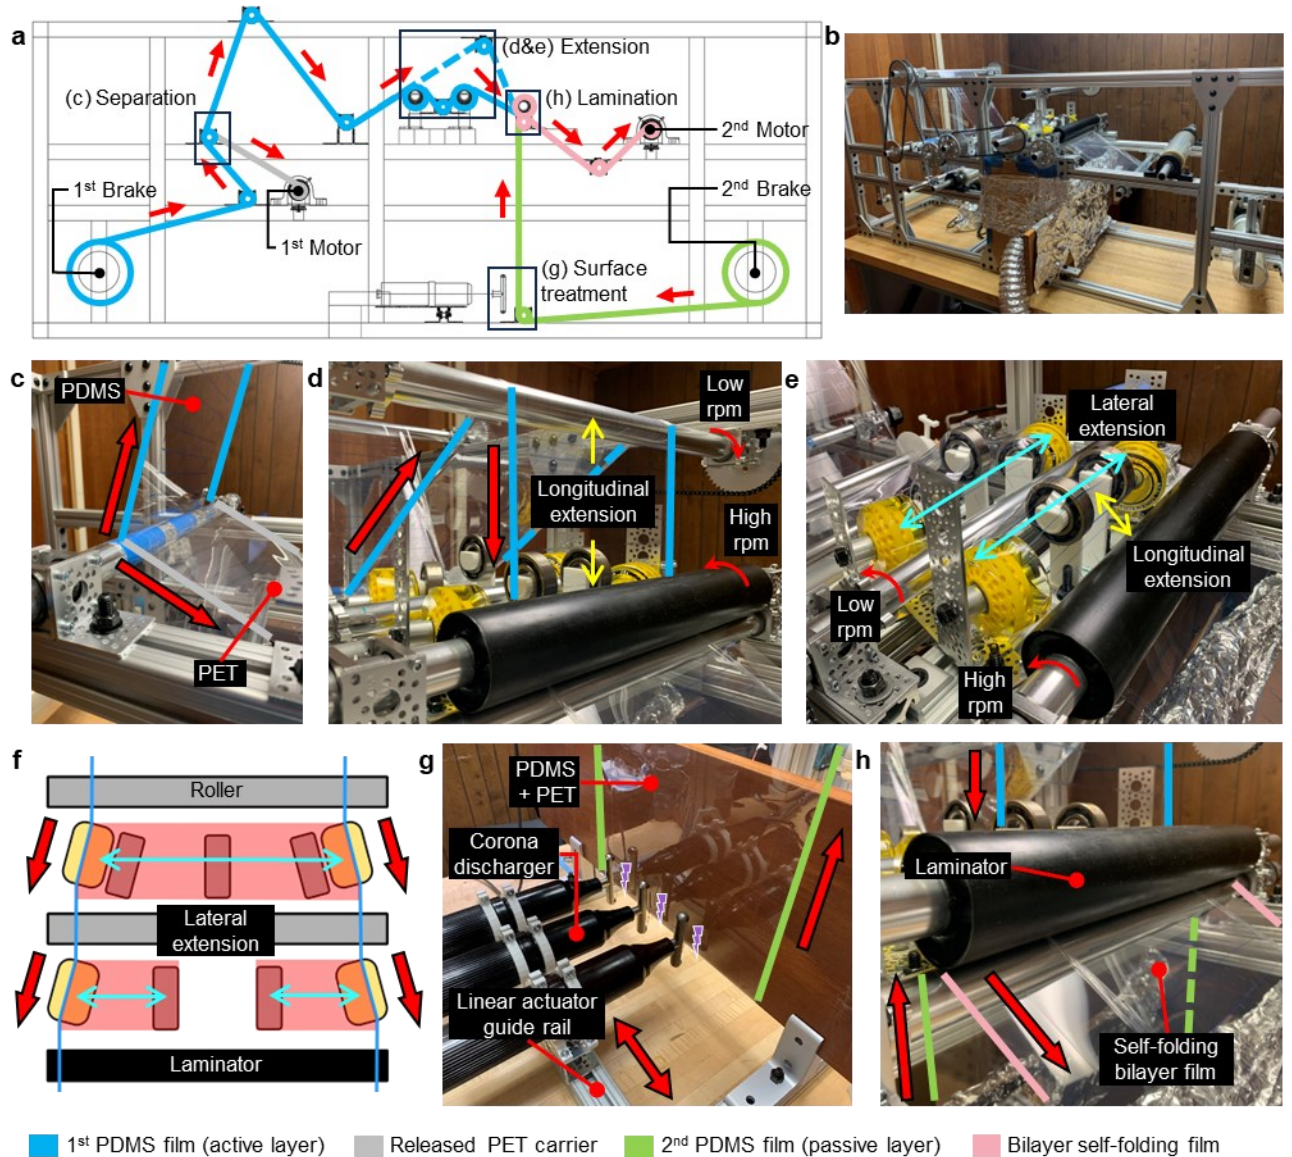 a
(c) Separation
(d&e) Extension
(h) Lamination
2nd Motor
1st Brake
2nd Brake
1st Motor
(g) Surface
treatment
b
c
PDMS
PET
d
Low
rpm
Longitudinal
extension
High
rpm
e
Lateral
extension
Longitudinal
extension
Low
rpm
High
rpm
f
Roller
Lateral
extension
Laminator
g
PDMS
+ PET
Corona
discharger
Linear actuator
guide rail
h
Laminator
Self-folding
bilayer film
1st PDMS film (active layer)
Released PET carrier
2nd PDMS film (passive layer)
Bilayer self-folding film